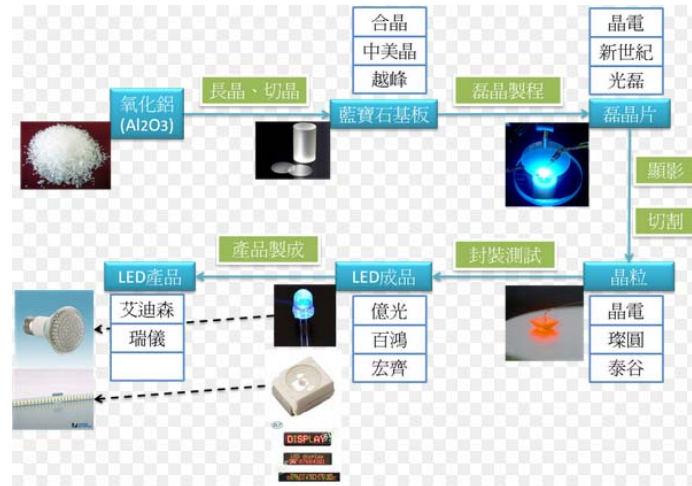 合晶
中美晶
越峰
晶電
新世紀
光磊
氧化鋁
(Al2O3)
長晶、切晶
藍寶石基板
磊晶製程
磊晶片
顯影
切割
產品製成
封裝測試
LED產品
LED成品
晶粒
艾迪森
瑞儀
億光
百鴻
宏齊
晶電
璨圓
泰谷
DISPLAY